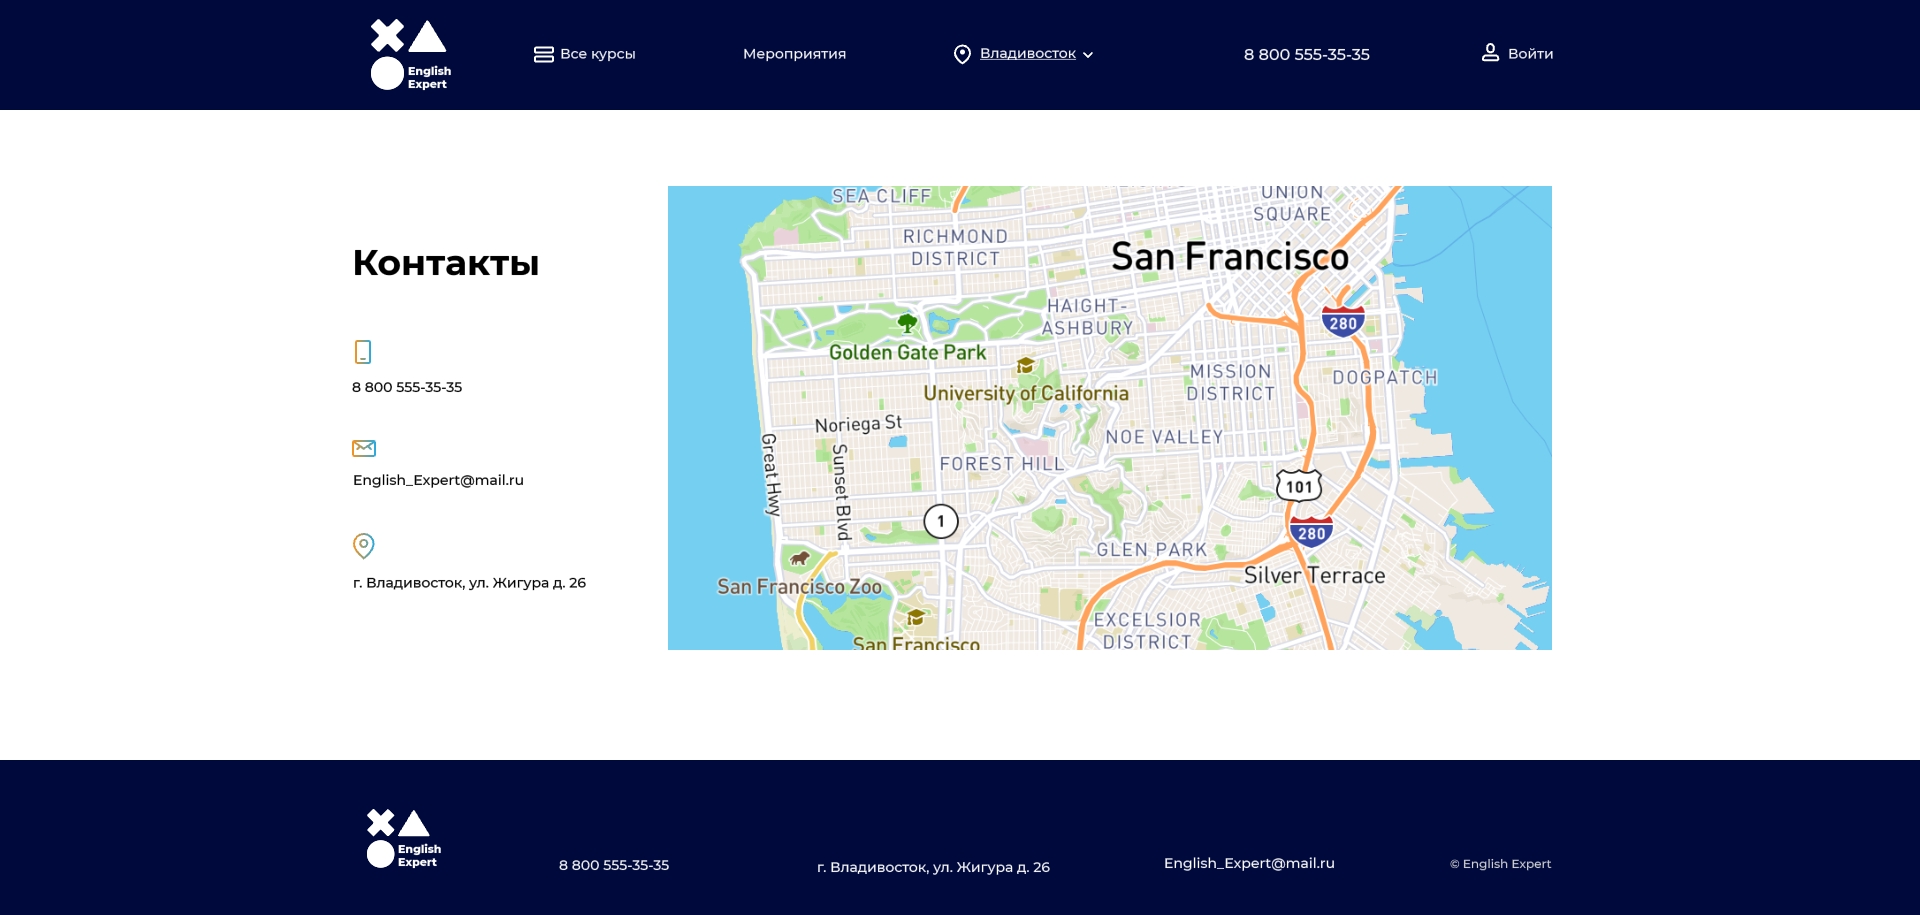 English
Expert
Все курсы
Мероприятия
Владивосток
8 800 555-35-35
Войти
Контакты
8 800 555-35-35
English_Expert@mail.ru
г. Владивосток, ул. Жигура д. 26
SEA CLIFF
UNION
SQUARE
RICHMOND
DISTRICT
San Francisco
HAIGHT-
ASHBURY
280
Golden Gate Park
University of California
MISSION
DISTRICT
DOGPATCH
Noriega St
NOE VALLEY
Great Hwy
Sunset Blvd
FOREST HILL
101
1
280
GLEN PARK
Silver Terrace
San Francisco Zoo
EXCELSIOR
DISTRICT
San Francisco
English
Expert
8 800 555-35-35
г. Владивосток, ул. Жигура д. 26
English_Expert@mail.ru
© English Expert